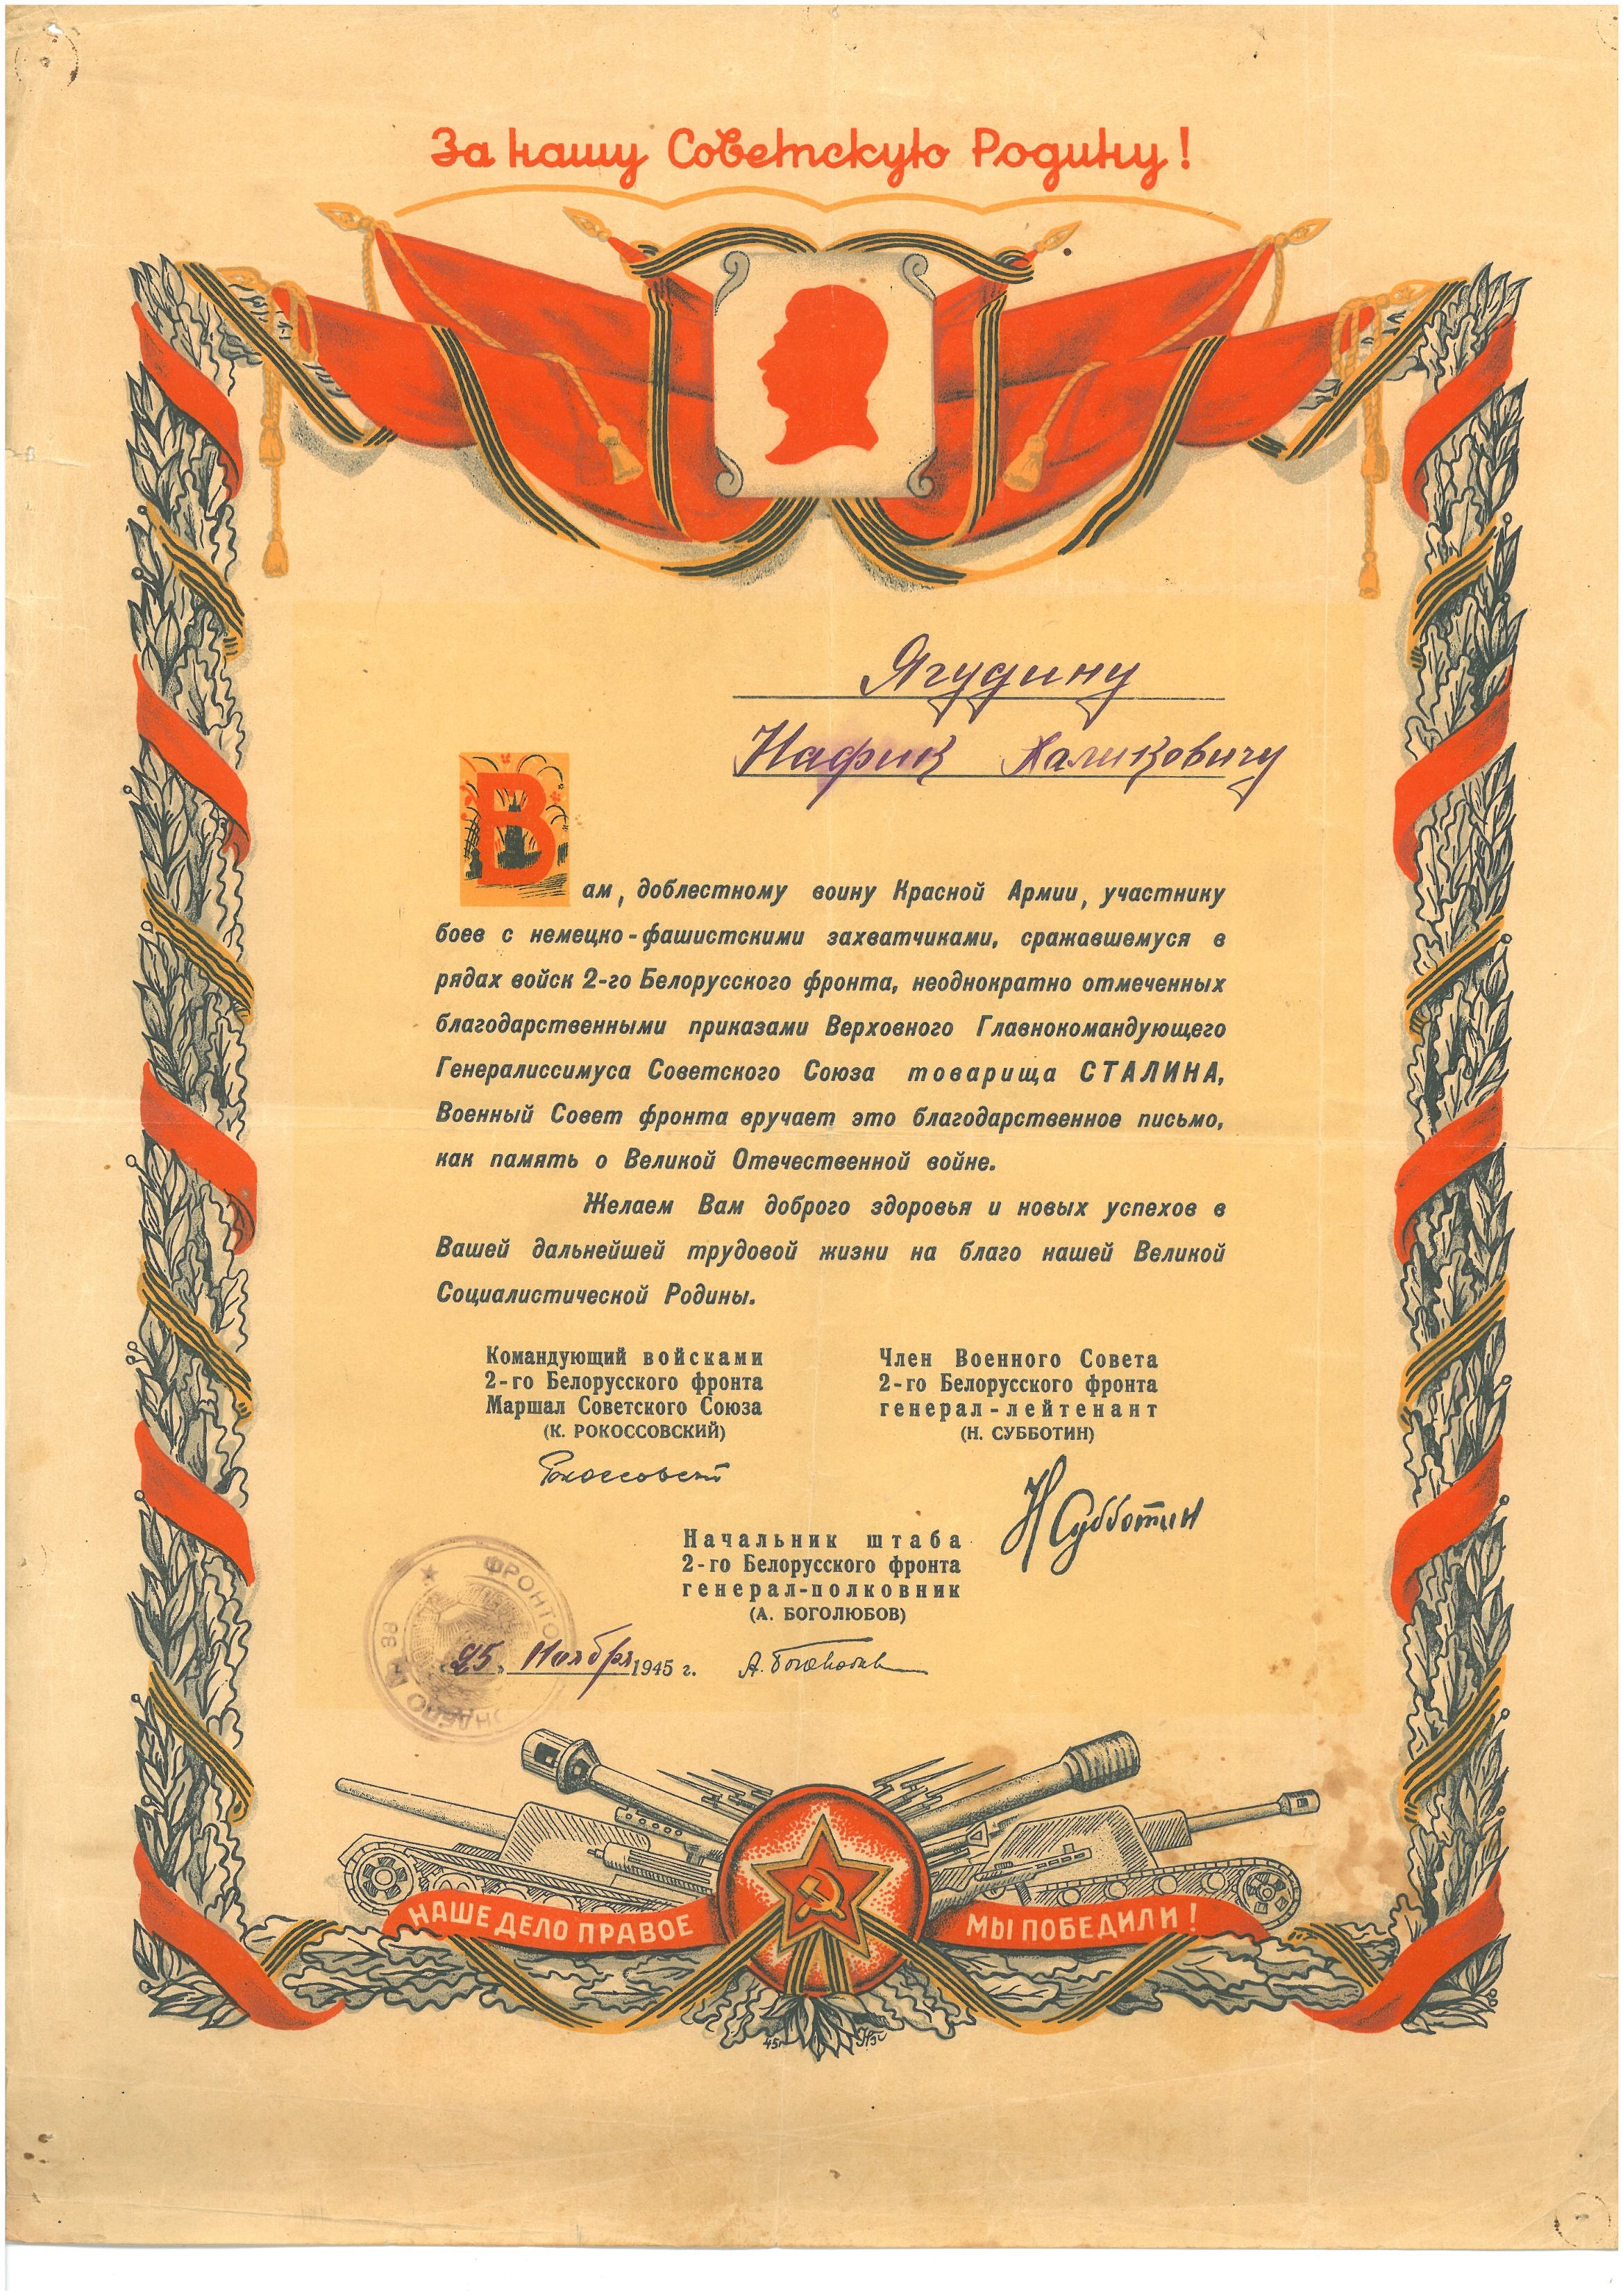 За нашу Советскую Родину!
Ягудину
Нафик Халиковичу
Вам, доблестному воину Красной Армии, участнику
боев с немецко-фашистскими захватчиками, сражавшемуся в
рядах войск 2-го Белорусского фронта, неоднократно отмеченных
благодарственными приказами Верховного Главнокомандующего
Генералиссимуса Советского Союза товарища СТАЛИНА,
Военный Совет фронта вручает это благодарственное письмо,
как память о Великой Отечественной войне.
Желаем Вам доброго здоровья и новых успехов в
Вашей дальнейшей трудовой жизни на благо нашей Великой
Социалистической Родины.
Командующий войсками
2-го Белорусского фронта
Маршал Советского Союза
(К. РОКОССОВСКИЙ)
Член Военного Совета
2-го Белорусского фронта
генерал-лейтенант
(Н. СУББОТИН)
Н Субботин
Начальник штаба
2-го Белорусского фронта
генерал-полковник
(А. БОГОЛЮБОВ)
25 Ноября 1945 г.
НАШЕ ДЕЛО ПРАВОЕ
МЫ ПОБЕДИЛИ!